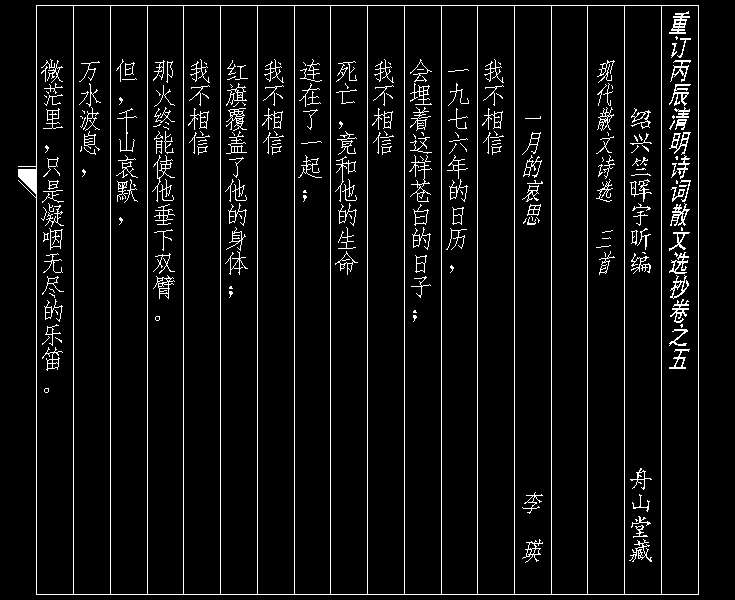 重订丙辰清明诗词散文选抄卷之五
绍兴竺晖宇昕编 舟山堂藏
现代散文诗选 三首
一月的哀思 李 瑛
我不相信
一九七六年的日历，
会埋着这样苍白的日子；
我不相信
死亡，竟和他的生命
连在了一起；
我不相信
红旗覆盖了他的身体；
我不相信
那火终能使他垂下双臂。
但，千山哀默，
万水波息，
微茫里，只是凝咽无尽的乐笛。